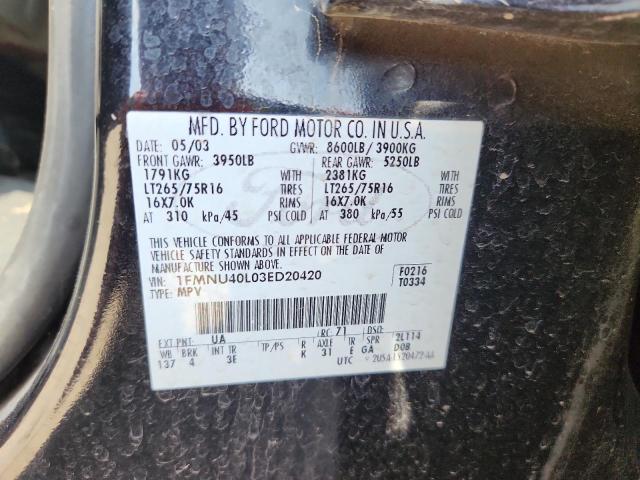 MFD. BY FORD MOTOR CO. IN U.S.A.
DATE: 05/03 GVWR: 8600LB/ 3900KG
FRONT GAWR: 3950LB REAR GAWR: 5250LB
1791KG WITH 2381KG WITH
LT265/75R16 TIRES LT265/75R16 TIRES
16X7.0K RIMS 16X7.0K RIMS
AT 310 kPa/45 PSI COLD AT 380 kPa/55 PSI COLD
THIS VEHICLE CONFORMS TO ALL APPLICABLE FEDERAL MOTOR
VEHICLE SAFETY STANDARDS IN EFFECT ON THE DATE OF
MANUFACTURE SHOWN ABOVE.
VIN: 1FMNU40L03ED20420 F0216
TYPE: MPV T0334
EXT PNT: UA RC: 71 DSO:
WB BRK INT TR TP/PS R AXLE TR SPR 2L114
137 4 3E K 31 E GA D0B
UTC